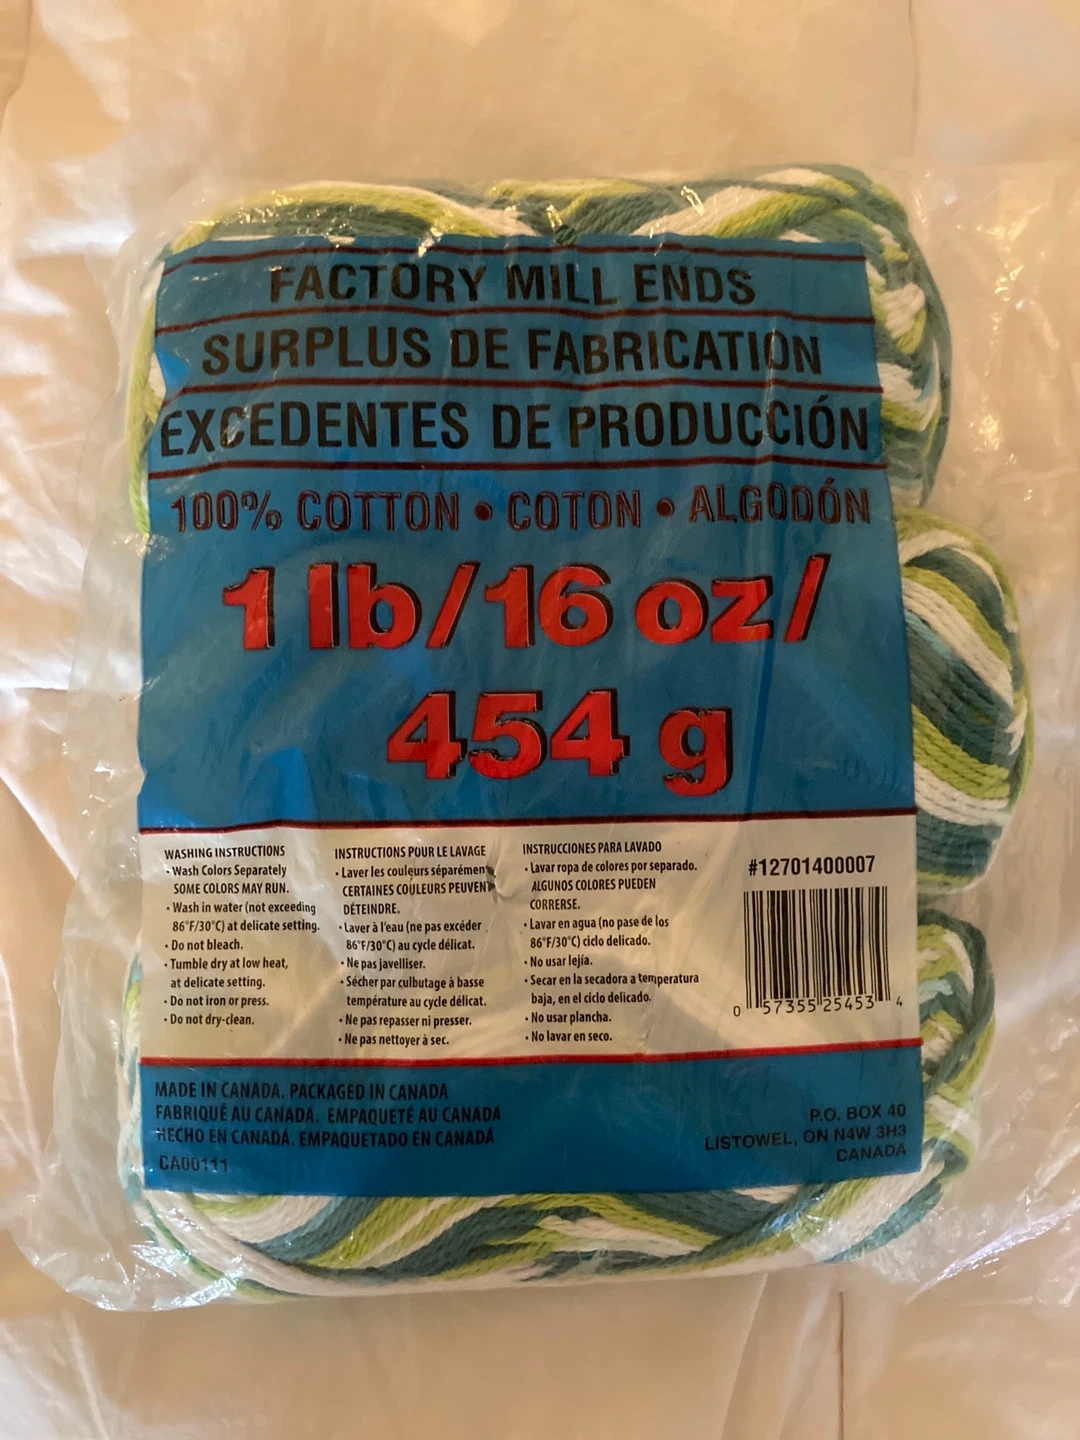 FACTORY MILL ENDS
SURPLUS DE FABRICATION
EXCEDENTES DE PRODUCCIÓN
100% COTTON • COTON • ALGODÓN
1 lb/16 oz/
454 g
WASHING INSTRUCTIONS
• Wash Colors Separately
SOME COLORS MAY RUN.
• Wash in water (not exceeding
86°F/30°C) at delicate setting.
• Do not bleach.
• Tumble dry at low heat,
at delicate setting.
• Do not iron or press.
• Do not dry-clean.
INSTRUCTIONS POUR LE LAVAGE
• Laver les couleurs séparément
CERTAINES COULEURS PEUVENT
DÉTEINDRE.
• Laver à l'eau (ne pas excéder
86°F/30°C) au cycle délicat.
• Ne pas javelliser.
• Sécher par culbutage à basse
température au cycle délicat.
• Ne pas repasser ni presser.
• Ne pas nettoyer à sec.
INSTRUCCIONES PARA LAVADO
• Lavar ropa de colores por separado.
ALGUNOS COLORES PUEDEN
CORRERSE.
• Lavar en agua (no pase de los
86°F/30°C) ciclo delicado.
• No usar lejía.
• Secar en la secadora a temperatura
baja, en el ciclo delicado.
• No usar plancha.
• No lavar en seco.
#12701400007
0 57355 25453 4
MADE IN CANADA. PACKAGED IN CANADA
FABRIQUÉ AU CANADA. EMPAQUETÉ AU CANADA
HECHO EN CANADÁ. EMPAQUETADO EN CANADÁ
CA00111
P.O. BOX 40
LISTOWEL, ON N4W 3H3
CANADA